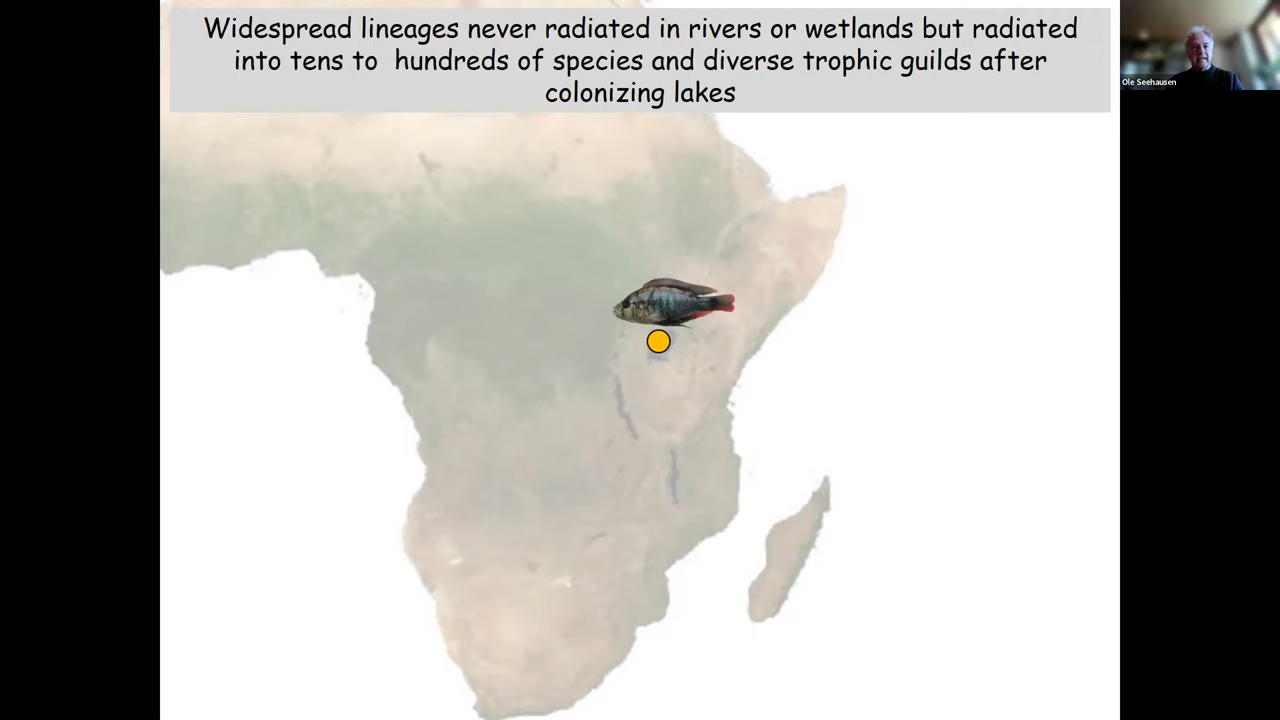 Widespread lineages never radiated in rivers or wetlands but radiated
into tens to  hundreds of species and diverse trophic guilds after
colonizing lakes
Ole Seehausen